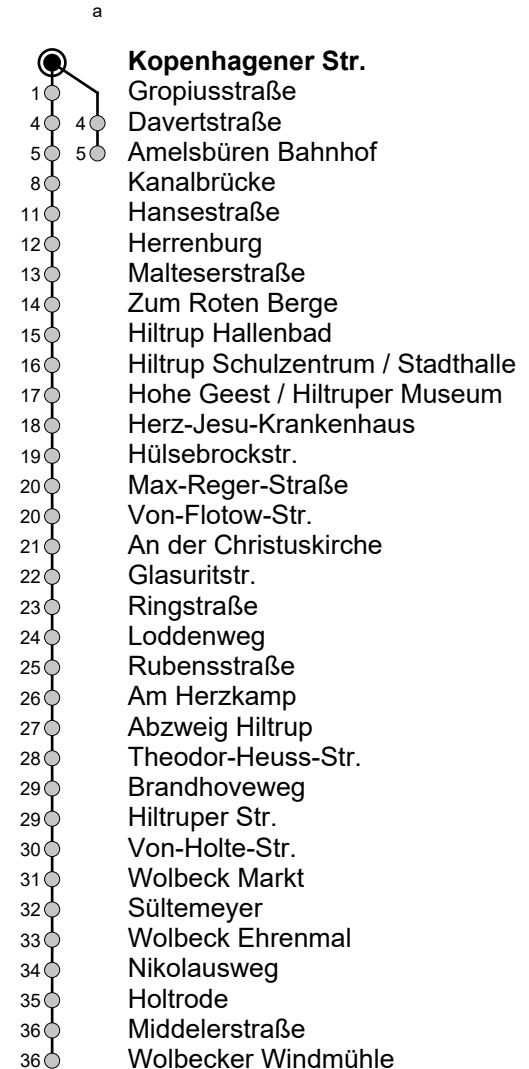 a
Kopenhagener Str.
1 Gropiusstraße
4 4 Davertstraße
5 5 Amelsbüren Bahnhof
8 Kanalbrücke
11 Hansestraße
12 Herrenburg
13 Malteserstraße
14 Zum Roten Berge
15 Hiltrup Hallenbad
16 Hiltrup Schulzentrum / Stadthalle
17 Hohe Geest / Hiltruper Museum
18 Herz-Jesu-Krankenhaus
19 Hülsebrockstr.
20 Max-Reger-Straße
20 Von-Flotow-Str.
21 An der Christuskirche
22 Glasuritstr.
23 Ringstraße
24 Loddenweg
25 Rubensstraße
26 Am Herzkamp
27 Abzweig Hiltrup
28 Theodor-Heuss-Str.
29 Brandhoveweg
29 Hiltruper Str.
30 Von-Holte-Str.
31 Wolbeck Markt
32 Sültemeyer
33 Wolbeck Ehrenmal
34 Nikolausweg
35 Holtrode
36 Middelerstraße
36 Wolbecker Windmühle